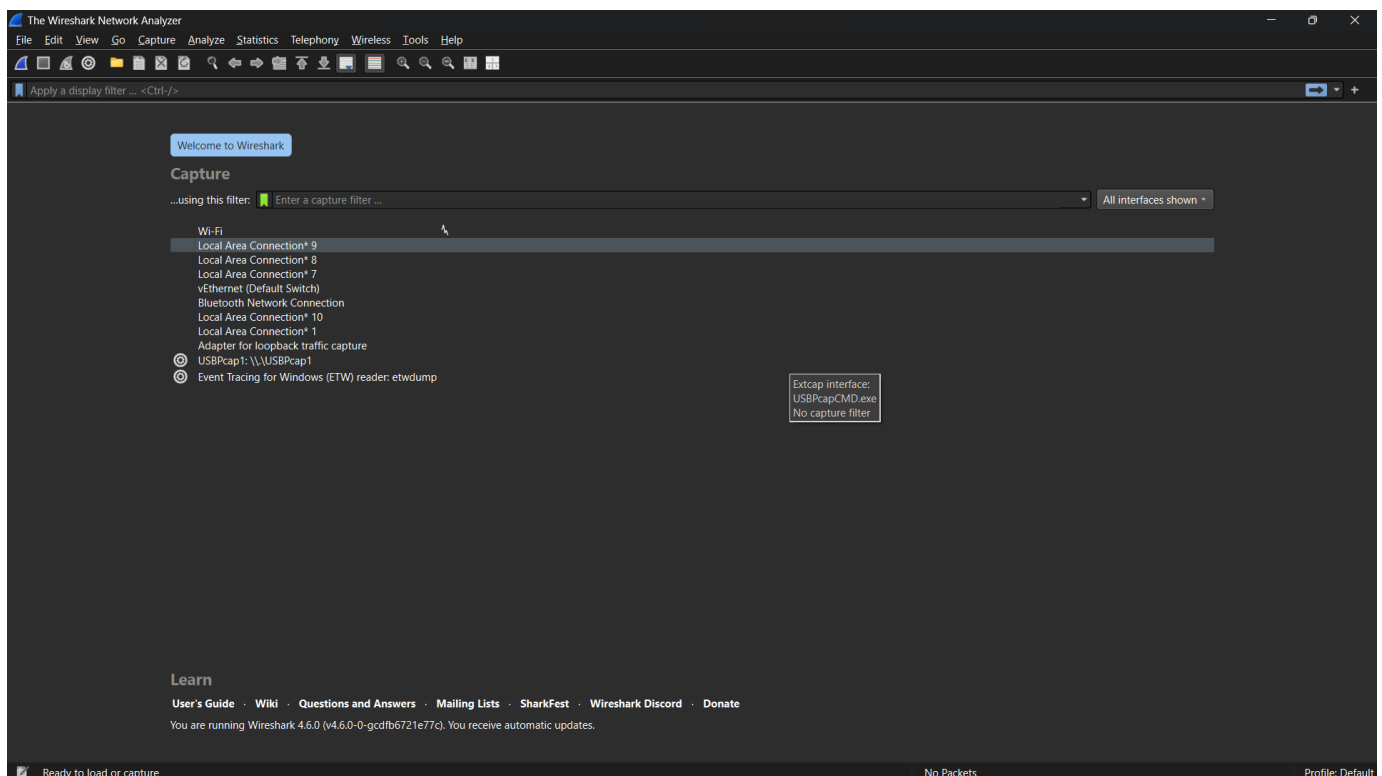 The Wireshark Network Analyzer
File Edit View Go Capture Analyze Statistics Telephony Wireless Tools Help
Apply a display filter ... <Ctrl-/>
Welcome to Wireshark
Capture
...using this filter: Enter a capture filter ... All interfaces shown
Wi-Fi
Local Area Connection* 9
Local Area Connection* 8
Local Area Connection* 7
vEthernet (Default Switch)
Bluetooth Network Connection
Local Area Connection* 10
Local Area Connection* 1
Adapter for loopback traffic capture
USBPcap1: \\.\USBPcap1
Event Tracing for Windows (ETW) reader: etwdump
Extcap interface:
USBPcapCMD.exe
No capture filter
Learn
User's Guide · Wiki · Questions and Answers · Mailing Lists · SharkFest · Wireshark Discord · Donate
You are running Wireshark 4.6.0 (v4.6.0-0-gcdfb6721e77c). You receive automatic updates.
Ready to load or capture No Packets Profile: Default